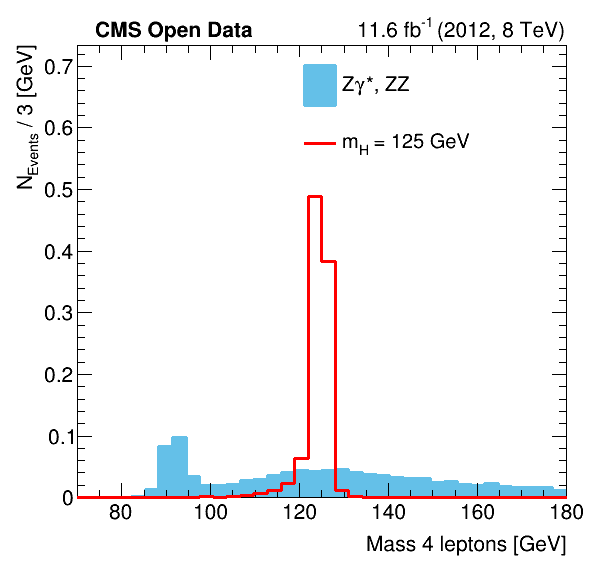 CMS Open Data
11.6 fb-1 (2012, 8 TeV)
NEvents / 3 [GeV]
0.7
0.6
0.5
0.4
0.3
0.2
0.1
0
Zγ*, ZZ
mH = 125 GeV
80 100 120 140 160 180
Mass 4 leptons [GeV]